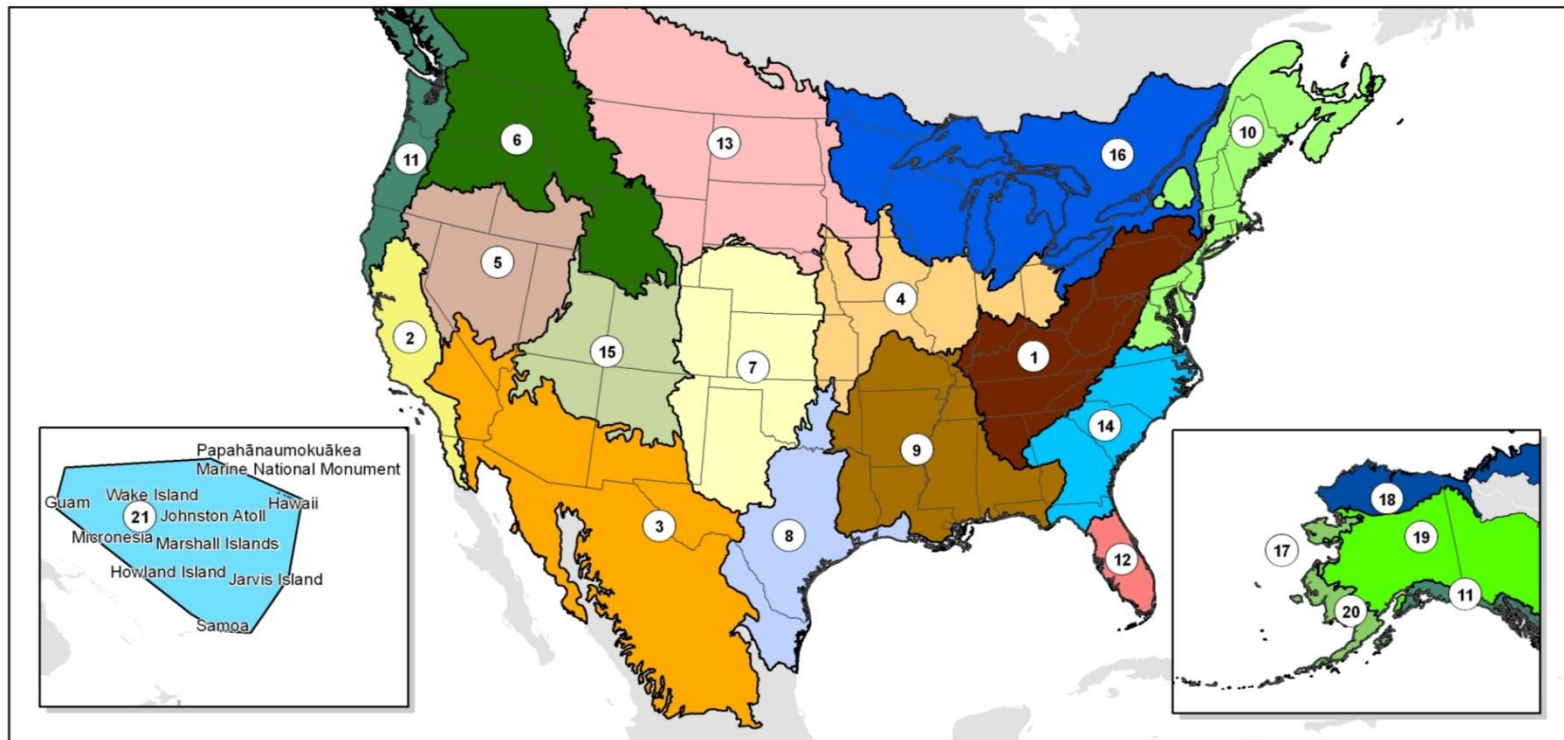 6
13
10
11
16
5
4
2
15
7
1
14
9
3
8
12
Papahānaumokuākea
Marine National Monument
Wake Island
Guam
Hawaii
21
Johnston Atoll
Micronesia
Marshall Islands
Howland Island
Jarvis Island
Samoa
18
19
17
11
20